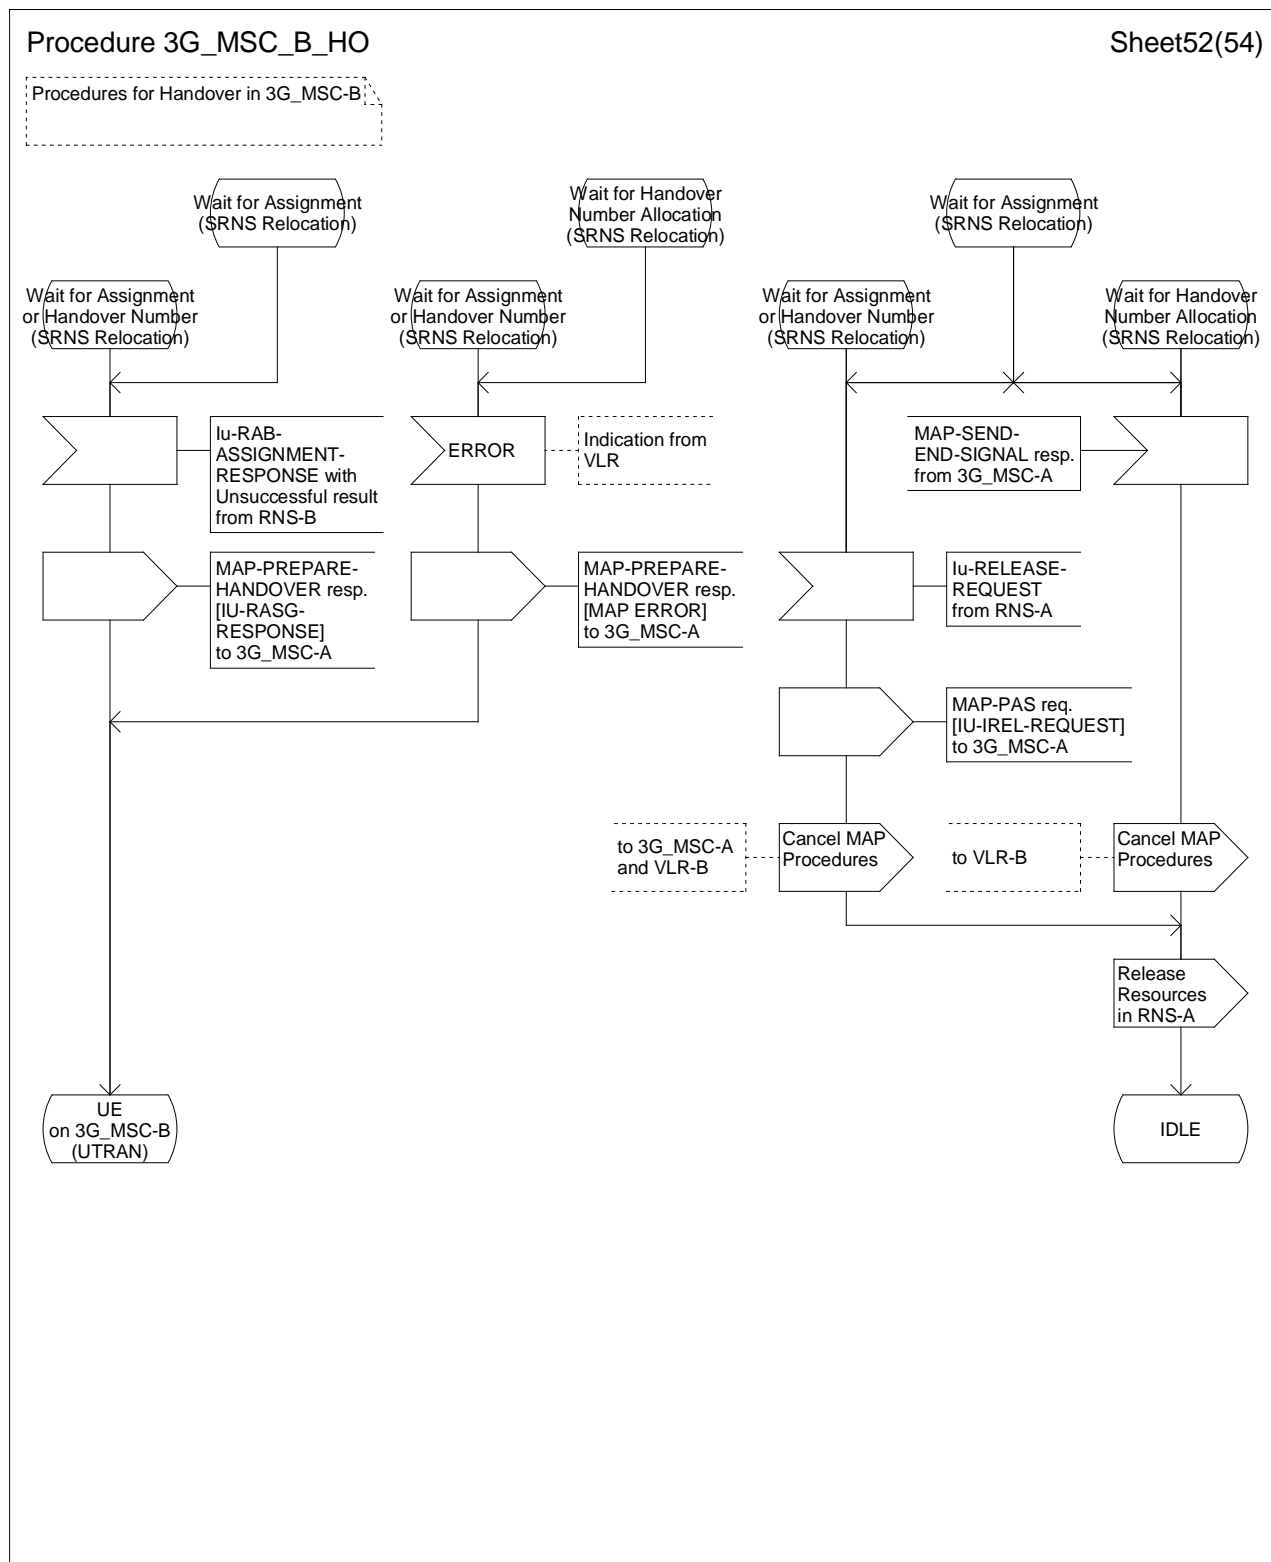 Procedure 3G_MSC_B_HO
Sheet52(54)
Procedures for Handover in 3G_MSC-B
Wait for Assignment
(SRNS Relocation)
Wait for Handover
Number Allocation
(SRNS Relocation)
Wait for Assignment
(SRNS Relocation)
Wait for Assignment
or Handover Number
(SRNS Relocation)
Wait for Assignment
or Handover Number
(SRNS Relocation)
Wait for Assignment
or Handover Number
(SRNS Relocation)
Wait for Handover
Number Allocation
(SRNS Relocation)
Iu-RAB-
ASSIGNMENT-
RESPONSE with
Unsuccessful result
from RNS-B
ERROR
Indication from
VLR
MAP-SEND-
END-SIGNAL resp.
from 3G_MSC-A
MAP-PREPARE-
HANDOVER resp.
[IU-RASG-
RESPONSE]
to 3G_MSC-A
MAP-PREPARE-
HANDOVER resp.
[MAP ERROR]
to 3G_MSC-A
Iu-RELEASE-
REQUEST
from RNS-A
MAP-PAS req.
[IU-IREL-REQUEST]
to 3G_MSC-A
to 3G_MSC-A
and VLR-B
Cancel MAP
Procedures
to VLR-B
Cancel MAP
Procedures
Release
Resources
in RNS-A
UE
on 3G_MSC-B
(UTRAN)
IDLE